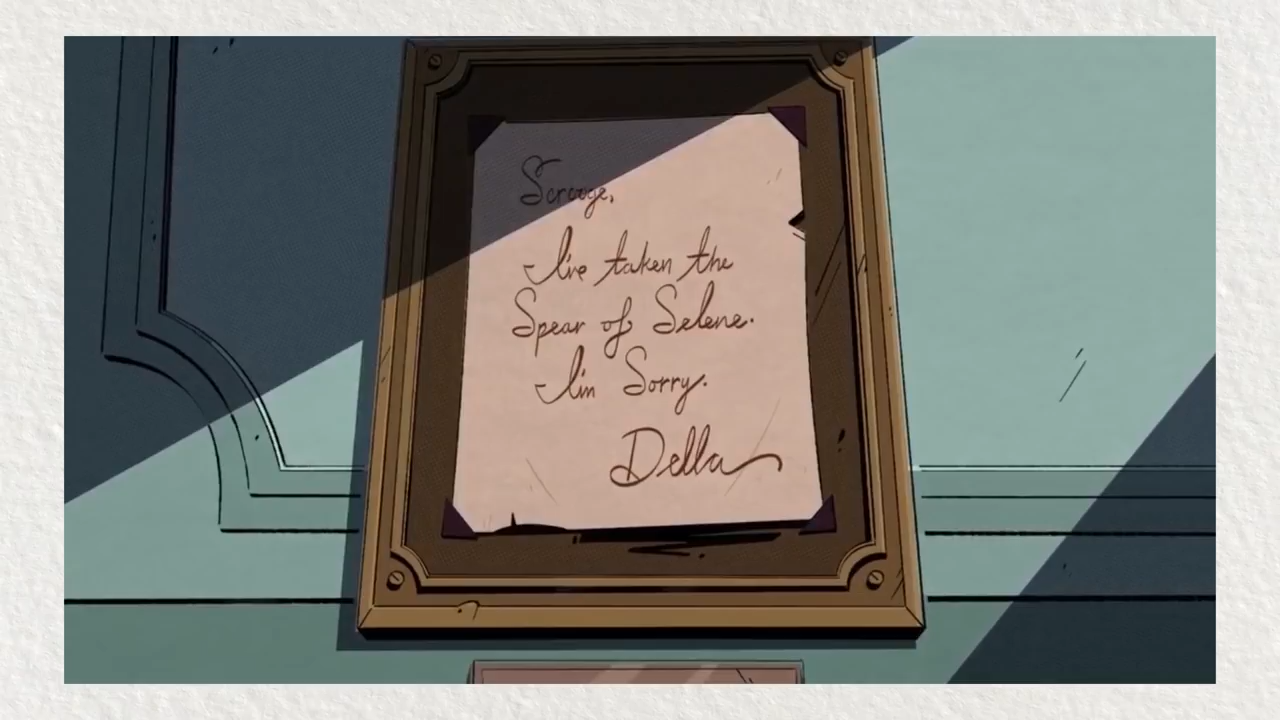 Scrooge,
I've taken the
Spear of Selene.
I'm Sorry.
Della